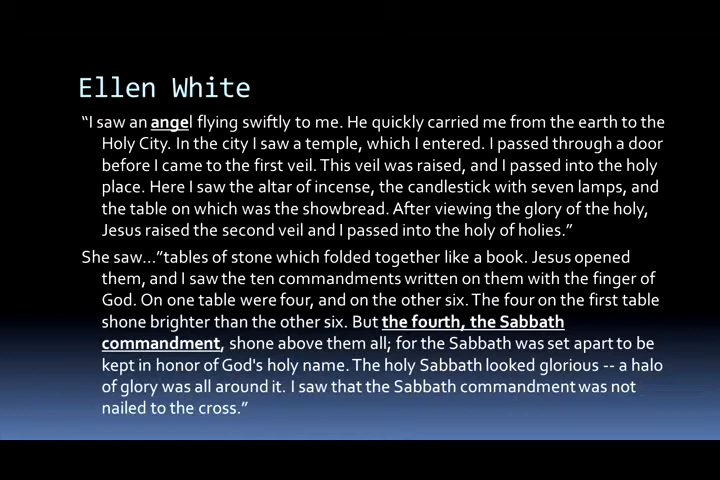 Ellen White
“I saw an angel flying swiftly to me. He quickly carried me from the earth to the
Holy City. In the city I saw a temple, which I entered. I passed through a door
before I came to the first veil. This veil was raised, and I passed into the holy
place. Here I saw the altar of incense, the candlestick with seven lamps, and
the table on which was the showbread. After viewing the glory of the holy,
Jesus raised the second veil and I passed into the holy of holies.”
She saw…”tables of stone which folded together like a book. Jesus opened
them, and I saw the ten commandments written on them with the finger of
God. On one table were four, and on the other six. The four on the first table
shone brighter than the other six. But the fourth, the Sabbath
commandment, shone above them all; for the Sabbath was set apart to be
kept in honor of God's holy name. The holy Sabbath looked glorious -- a halo
of glory was all around it. I saw that the Sabbath commandment was not
nailed to the cross.”